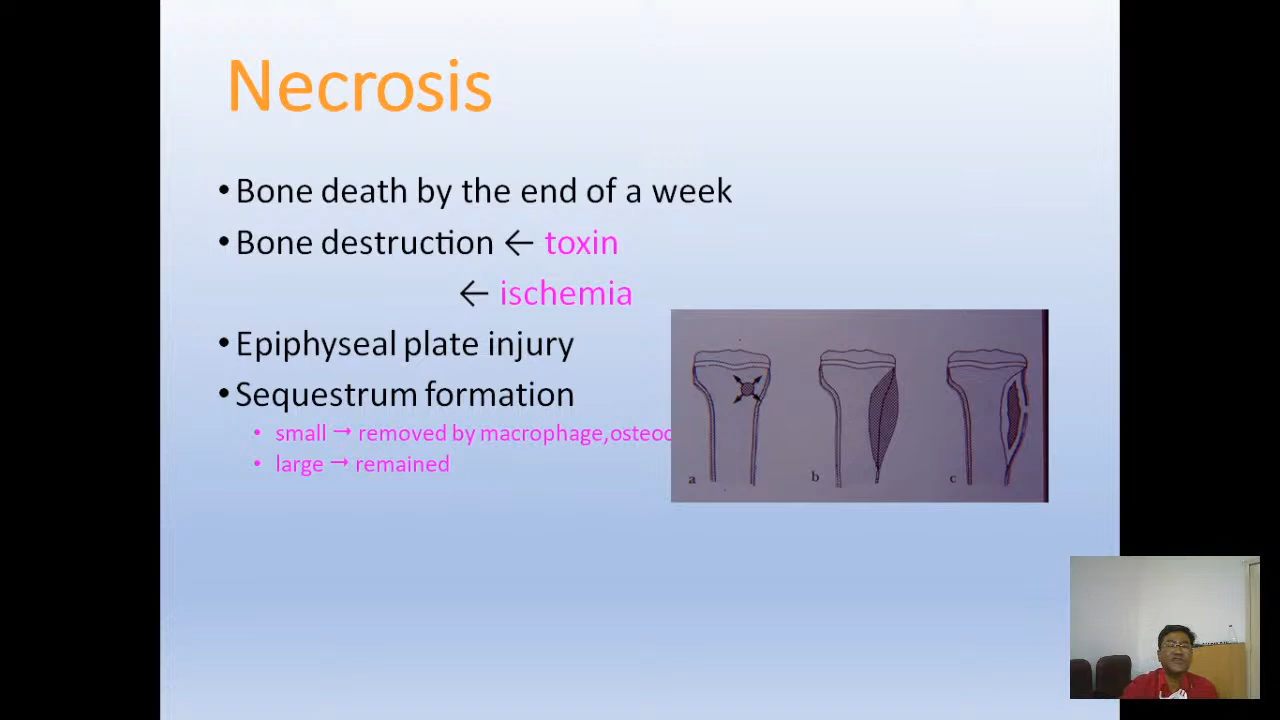 Necrosis
•Bone death by the end of a week
•Bone destruction ← toxin
← ischemia
•Epiphyseal plate injury
•Sequestrum formation
• small → removed by macrophage,osteoc
• large → remained
a b c